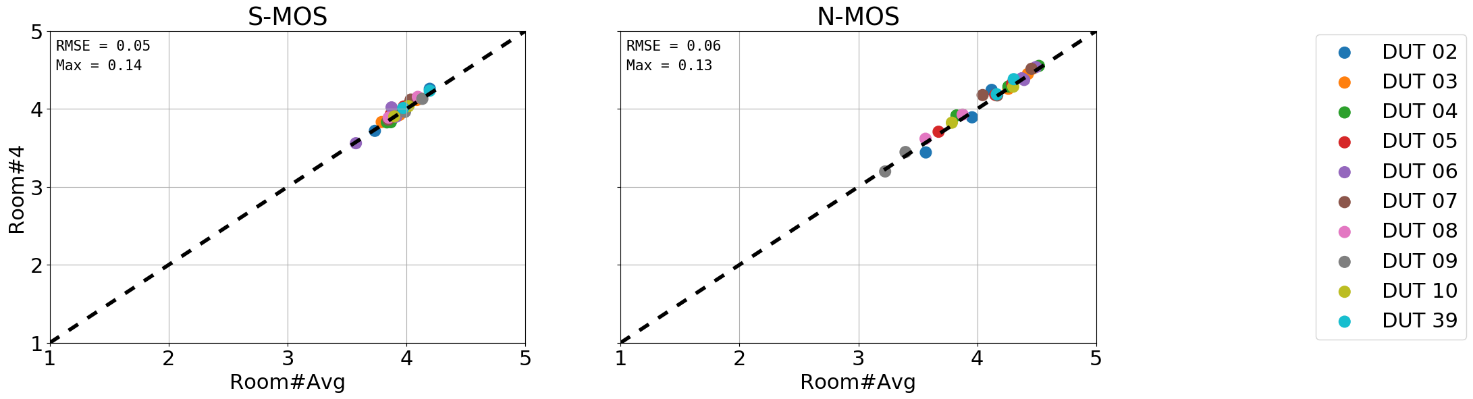 S-MOS
N-MOS
RMSE = 0.05
Max = 0.14
RMSE = 0.06
Max = 0.13
5
4
3
2
1
Room#4
1 2 3 4 5
1 2 3 4 5
Room#Avg
Room#Avg
DUT 02
DUT 03
DUT 04
DUT 05
DUT 06
DUT 07
DUT 08
DUT 09
DUT 10
DUT 39